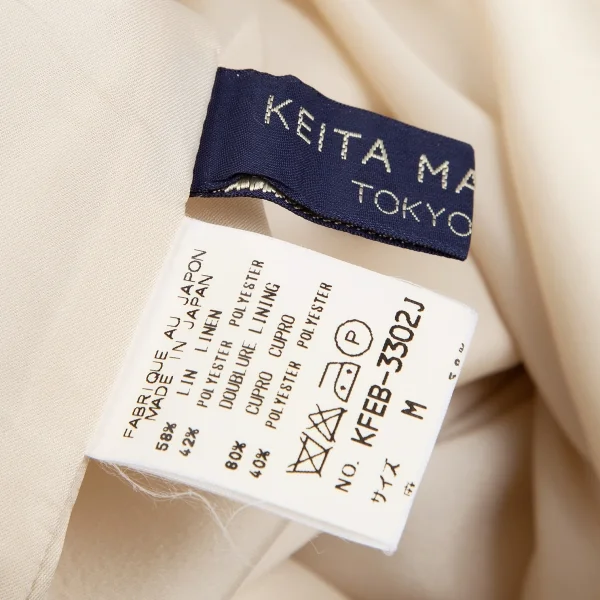 KEITA MA
TOKYO
FABRIQUE AU JAPON
MADE IN JAPAN
58% LIN LINEN
42% POLYESTER POLYESTER
DOUBLURE LINING
80% CUPRO CUPRO
40% POLYESTER POLYESTER
P
NO. KFEB-3302J
サイズ M